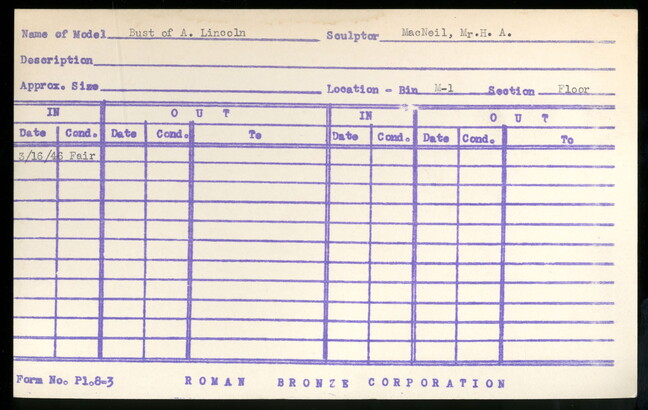 Name of Model Bust of A. Lincoln Sculptor MacNeil, Mr.H. A.
Description
Approx. Size Location - Bin M-1 Section Floor
IN OUT IN OUT
Date Cond. Date Cond. To Date Cond. Date Cond. To
3/16/46 Fair
Form No. P1.8-3 ROMAN BRONZE CORPORATION